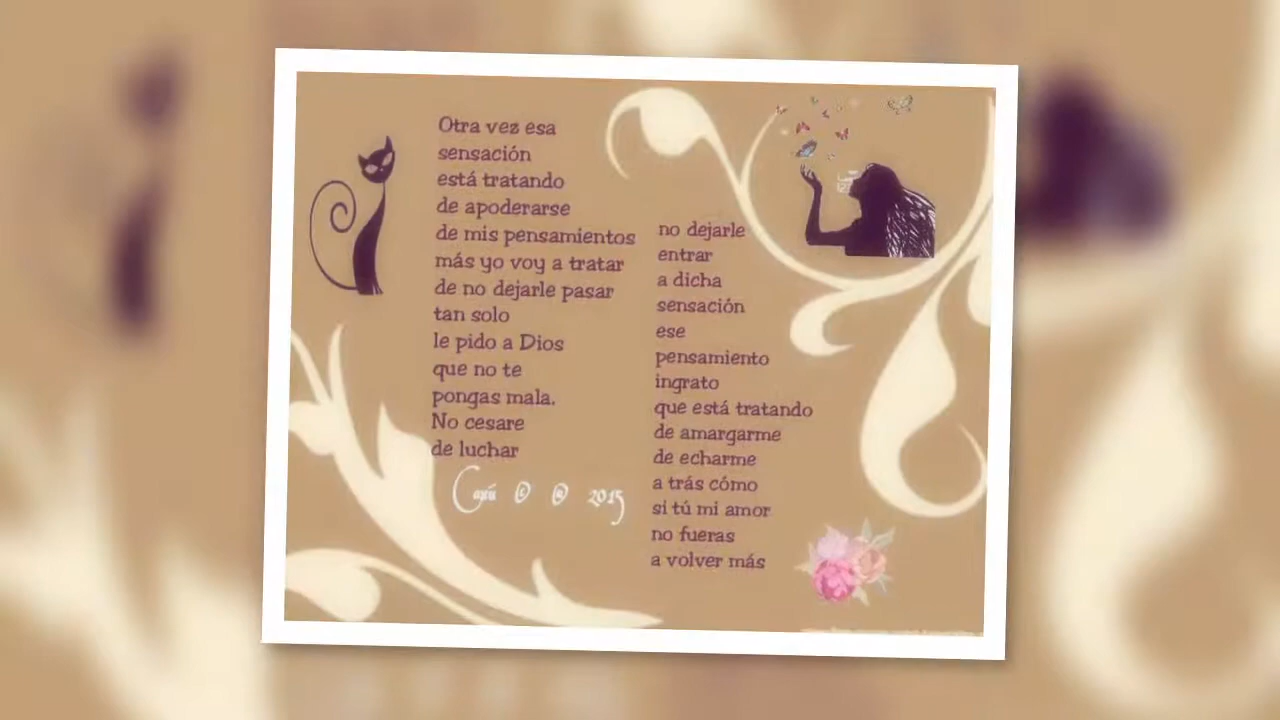 Otra vez esa
sensación
está tratando
de apoderarse
de mis pensamientos
más yo voy a tratar
de no dejarle pasar
tan solo
le pido a Dios
que no te
pongas mala.
No cesare
de luchar
no dejarle
entrar
a dicha
sensación
ese
pensamiento
ingrato
que está tratando
de amargarme
de echarme
a trás cómo
si tú mi amor
no fueras
a volver más
© ® 2015